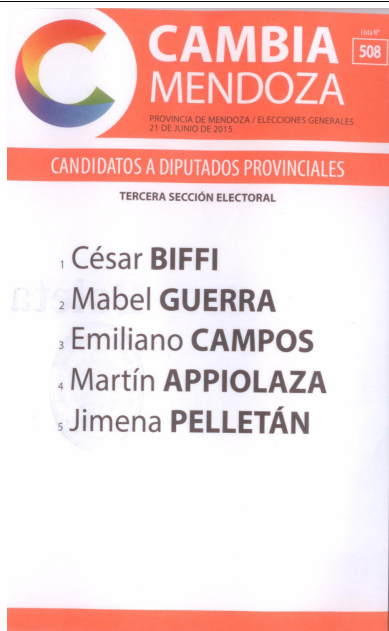 CAMBIA
MENDOZA
Lista Nº
508
PROVINCIA DE MENDOZA / ELECCIONES GENERALES
21 DE JUNIO DE 2015
CANDIDATOS A DIPUTADOS PROVINCIALES
TERCERA SECCIÓN ELECTORAL
1 César BIFFI
2 Mabel GUERRA
3 Emiliano CAMPOS
4 Martín APPIOLAZA
5 Jimena PELLETÁN